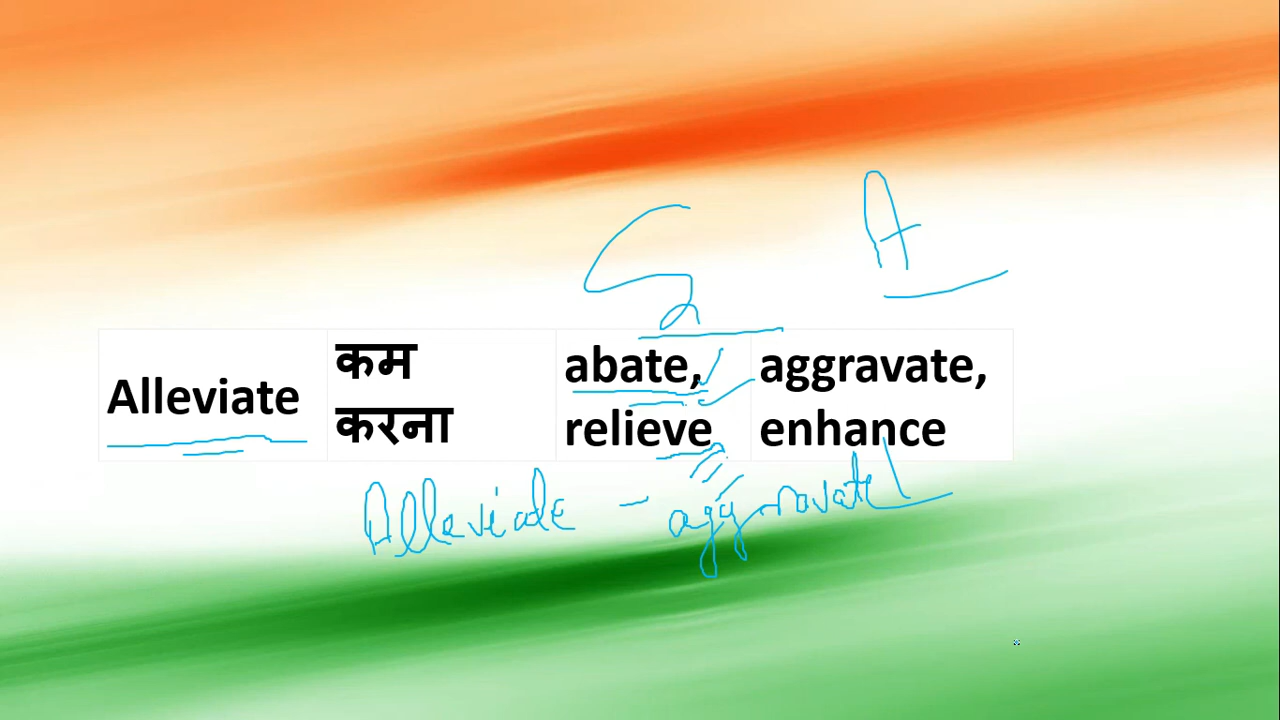 S A
Alleviate
कम
करना
abate,
relieve
aggravate,
enhance
Alleviate - aggravate